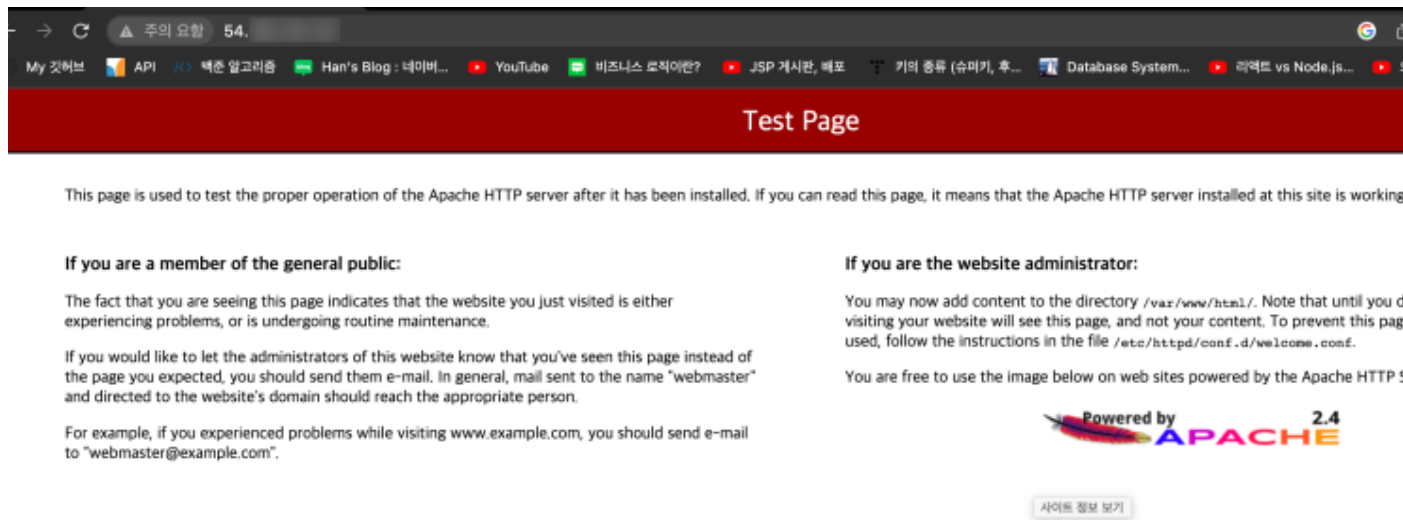 주의 요함 54.
My 깃허브 API 백준 알고리즘 Han's Blog : 네이버... YouTube 비즈니스 로직이란? JSP 게시판, 배포 키의 종류 (슈퍼키, 후... Database System... 리액트 vs Node.js...
Test Page
This page is used to test the proper operation of the Apache HTTP server after it has been installed. If you can read this page, it means that the Apache HTTP server installed at this site is working
If you are a member of the general public:
The fact that you are seeing this page indicates that the website you just visited is either
experiencing problems, or is undergoing routine maintenance.
If you would like to let the administrators of this website know that you've seen this page instead of
the page you expected, you should send them e-mail. In general, mail sent to the name "webmaster"
and directed to the website's domain should reach the appropriate person.
For example, if you experienced problems while visiting www.example.com, you should send e-mail
to "webmaster@example.com".
If you are the website administrator:
You may now add content to the directory /var/www/html/. Note that until you d
visiting your website will see this page, and not your content. To prevent this pag
used, follow the instructions in the file /etc/httpd/conf.d/welcome.conf.
You are free to use the image below on web sites powered by the Apache HTTP S
Powered by 2.4
APACHE
사이트 정보 보기